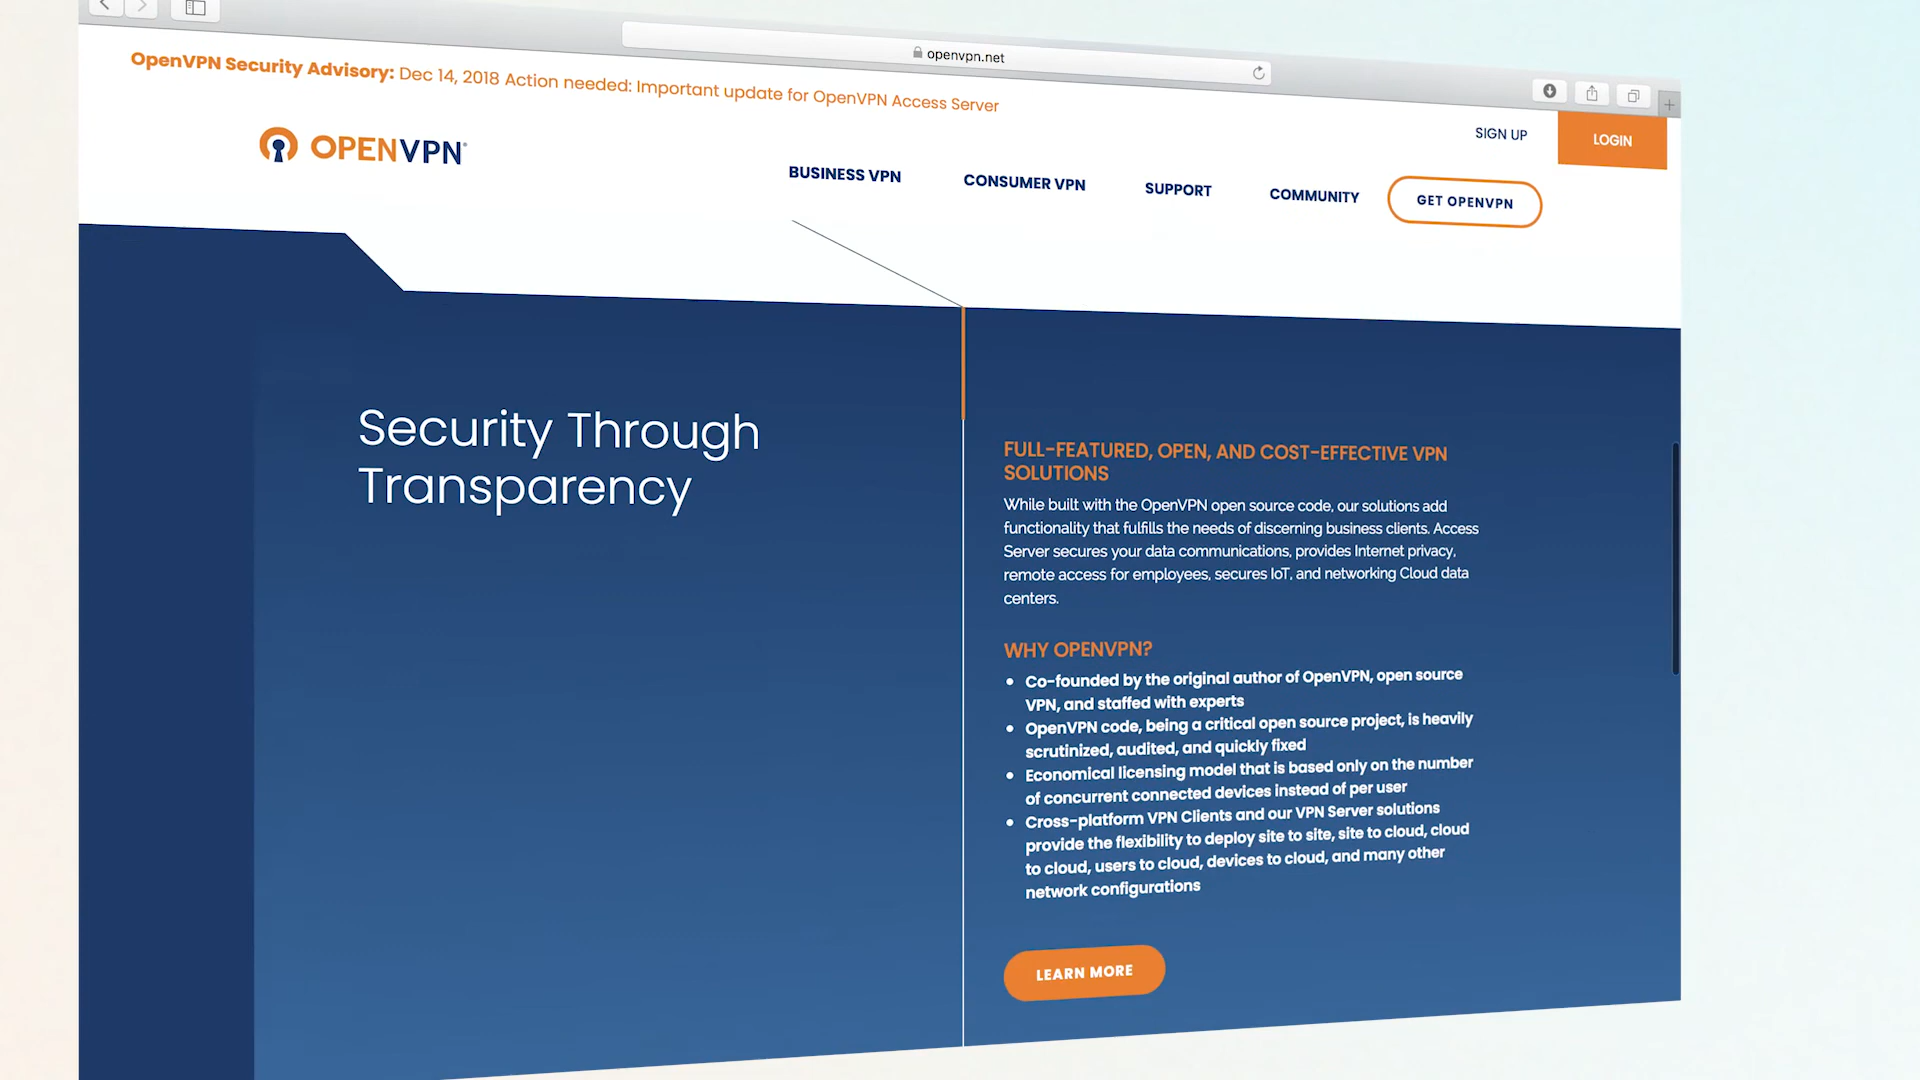 openvpn.net
OpenVPN Security Advisory: Dec 14, 2018 Action needed: Important update for OpenVPN Access Server
SIGN UP
LOGIN
OPENVPN
BUSINESS VPN
CONSUMER VPN
SUPPORT
COMMUNITY
GET OPENVPN
Security Through
Transparency
FULL-FEATURED, OPEN, AND COST-EFFECTIVE VPN
SOLUTIONS
While built with the OpenVPN open source code, our solutions add
functionality that fulfills the needs of discerning business clients. Access
Server secures your data communications, provides Internet privacy,
remote access for employees, secures IoT, and networking Cloud data
centers.
WHY OPENVPN?
• Co-founded by the original author of OpenVPN, open source
VPN, and staffed with experts
• OpenVPN code, being a critical open source project, is heavily
scrutinized, audited, and quickly fixed
• Economical licensing model that is based only on the number
of concurrent connected devices instead of per user
• Cross-platform VPN Clients and our VPN Server solutions
provide the flexibility to deploy site to site, site to cloud, cloud
to cloud, users to cloud, devices to cloud, and many other
network configurations
LEARN MORE